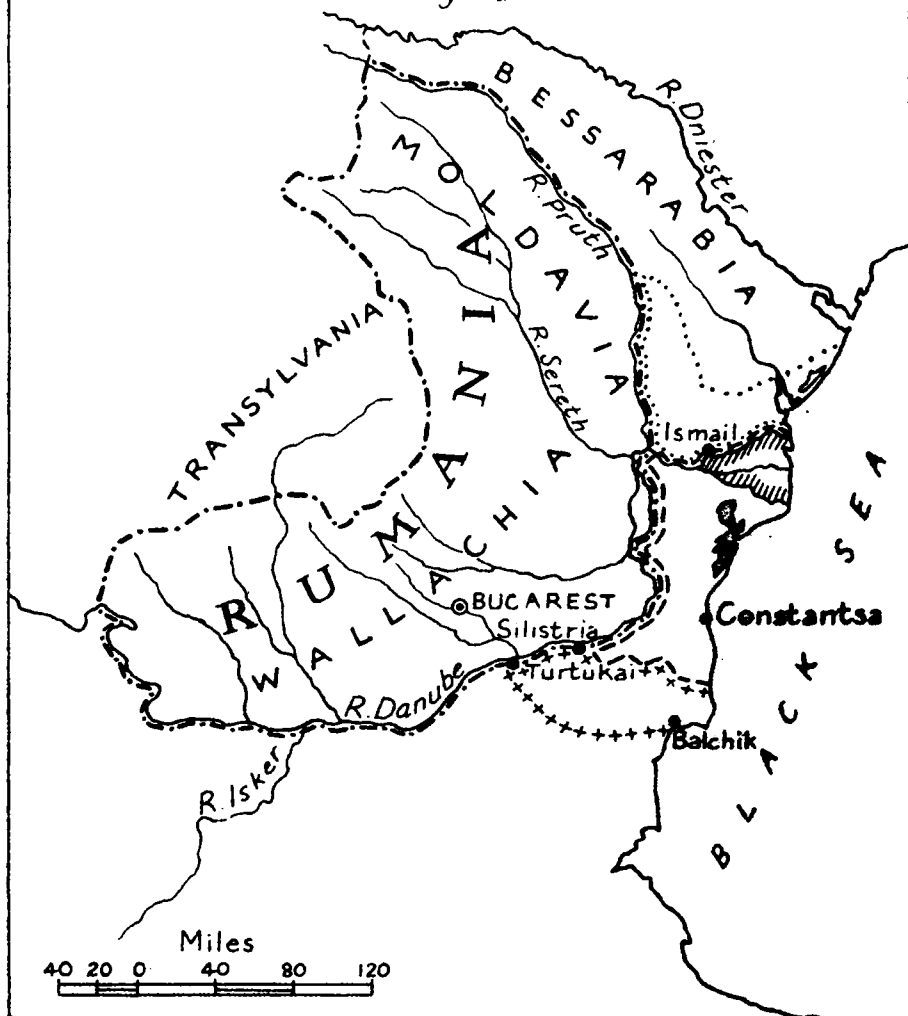 BESSARABIA
R. Dniester
MOLDAVIA
R. Pruth
RUMANIA
TRANSYLVANIA
R. Sereth
Ismail
WALLACHIA
BLACK SEA
BUCAREST
Constantsa
Silistria
Turtukai
R. Danube
Balchik
R. Isker
Miles
40 20 0 40 80 120